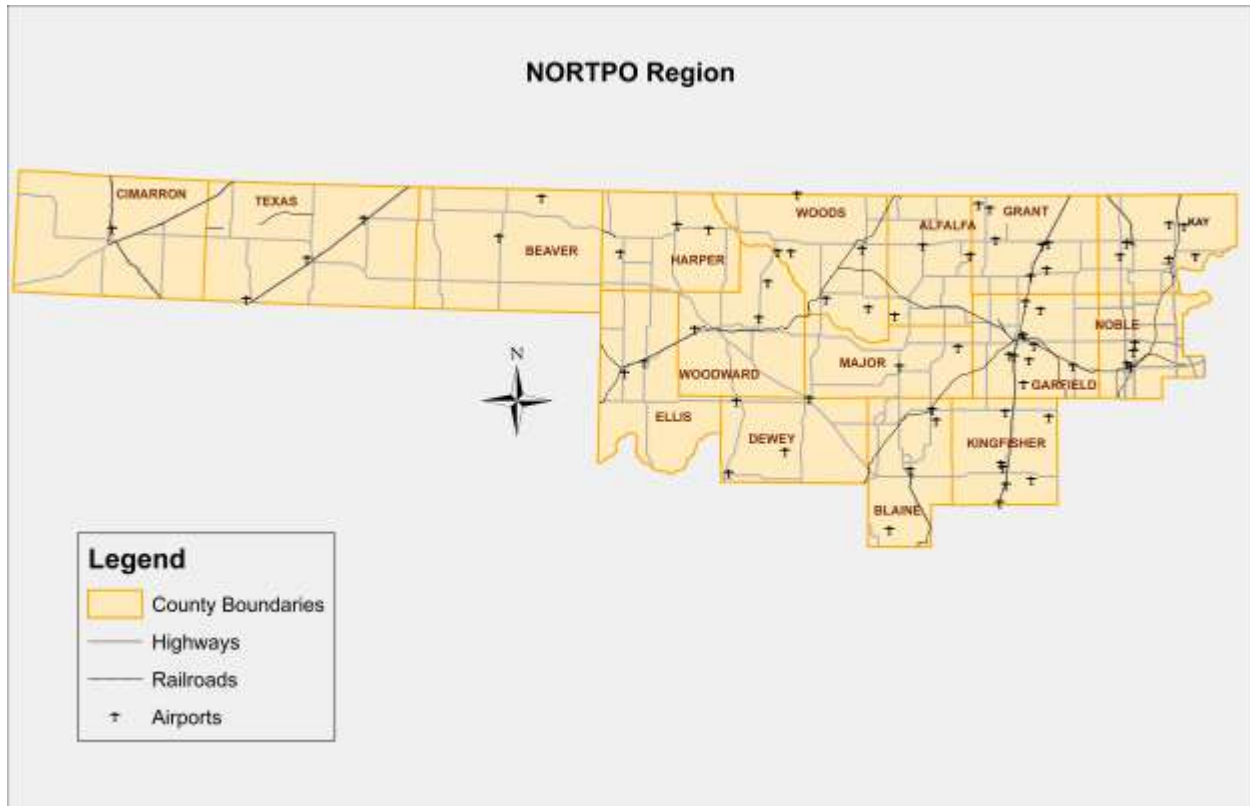 NORTPO Region
CIMARRON
TEXAS
BEAVER
HARPER
WOODS
ALFALFA
GRANT
KAY
NOBLE
WOODWARD
MAJOR
GARFIELD
ELLIS
DEWEY
KINGFISHER
BLAINE
N
Legend
County Boundaries
Highways
Railroads
Airports